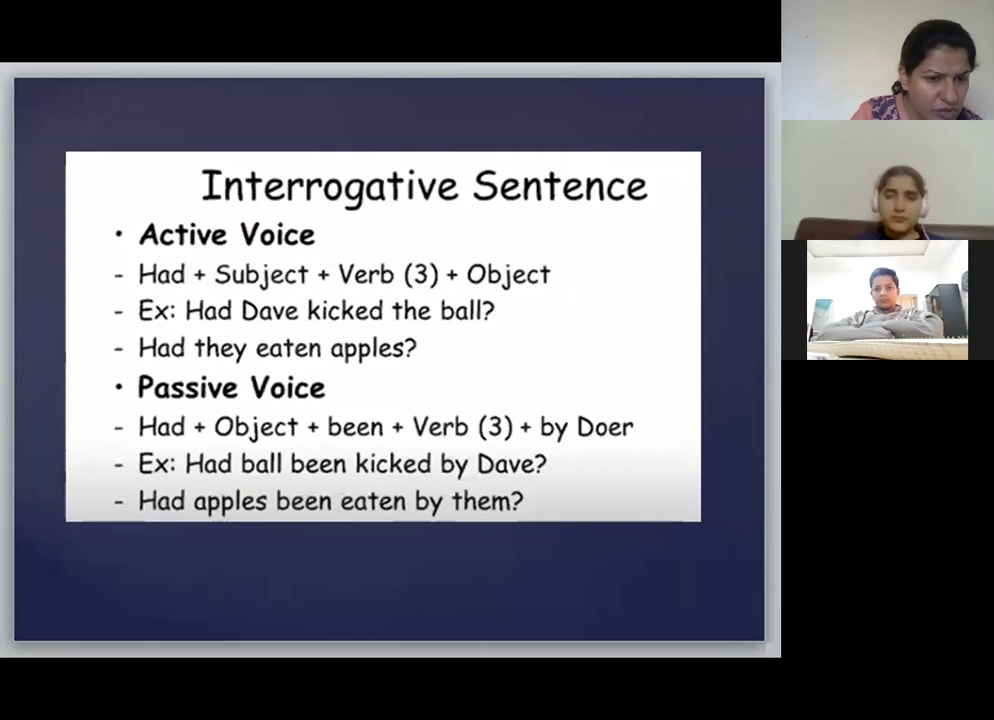 Interrogative Sentence
• Active Voice
- Had + Subject + Verb (3) + Object
- Ex: Had Dave kicked the ball?
- Had they eaten apples?
• Passive Voice
- Had + Object + been + Verb (3) + by Doer
- Ex: Had ball been kicked by Dave?
- Had apples been eaten by them?